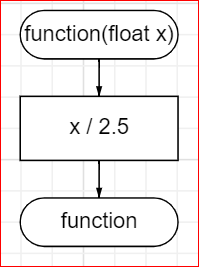 function(float x)
x / 2.5
function